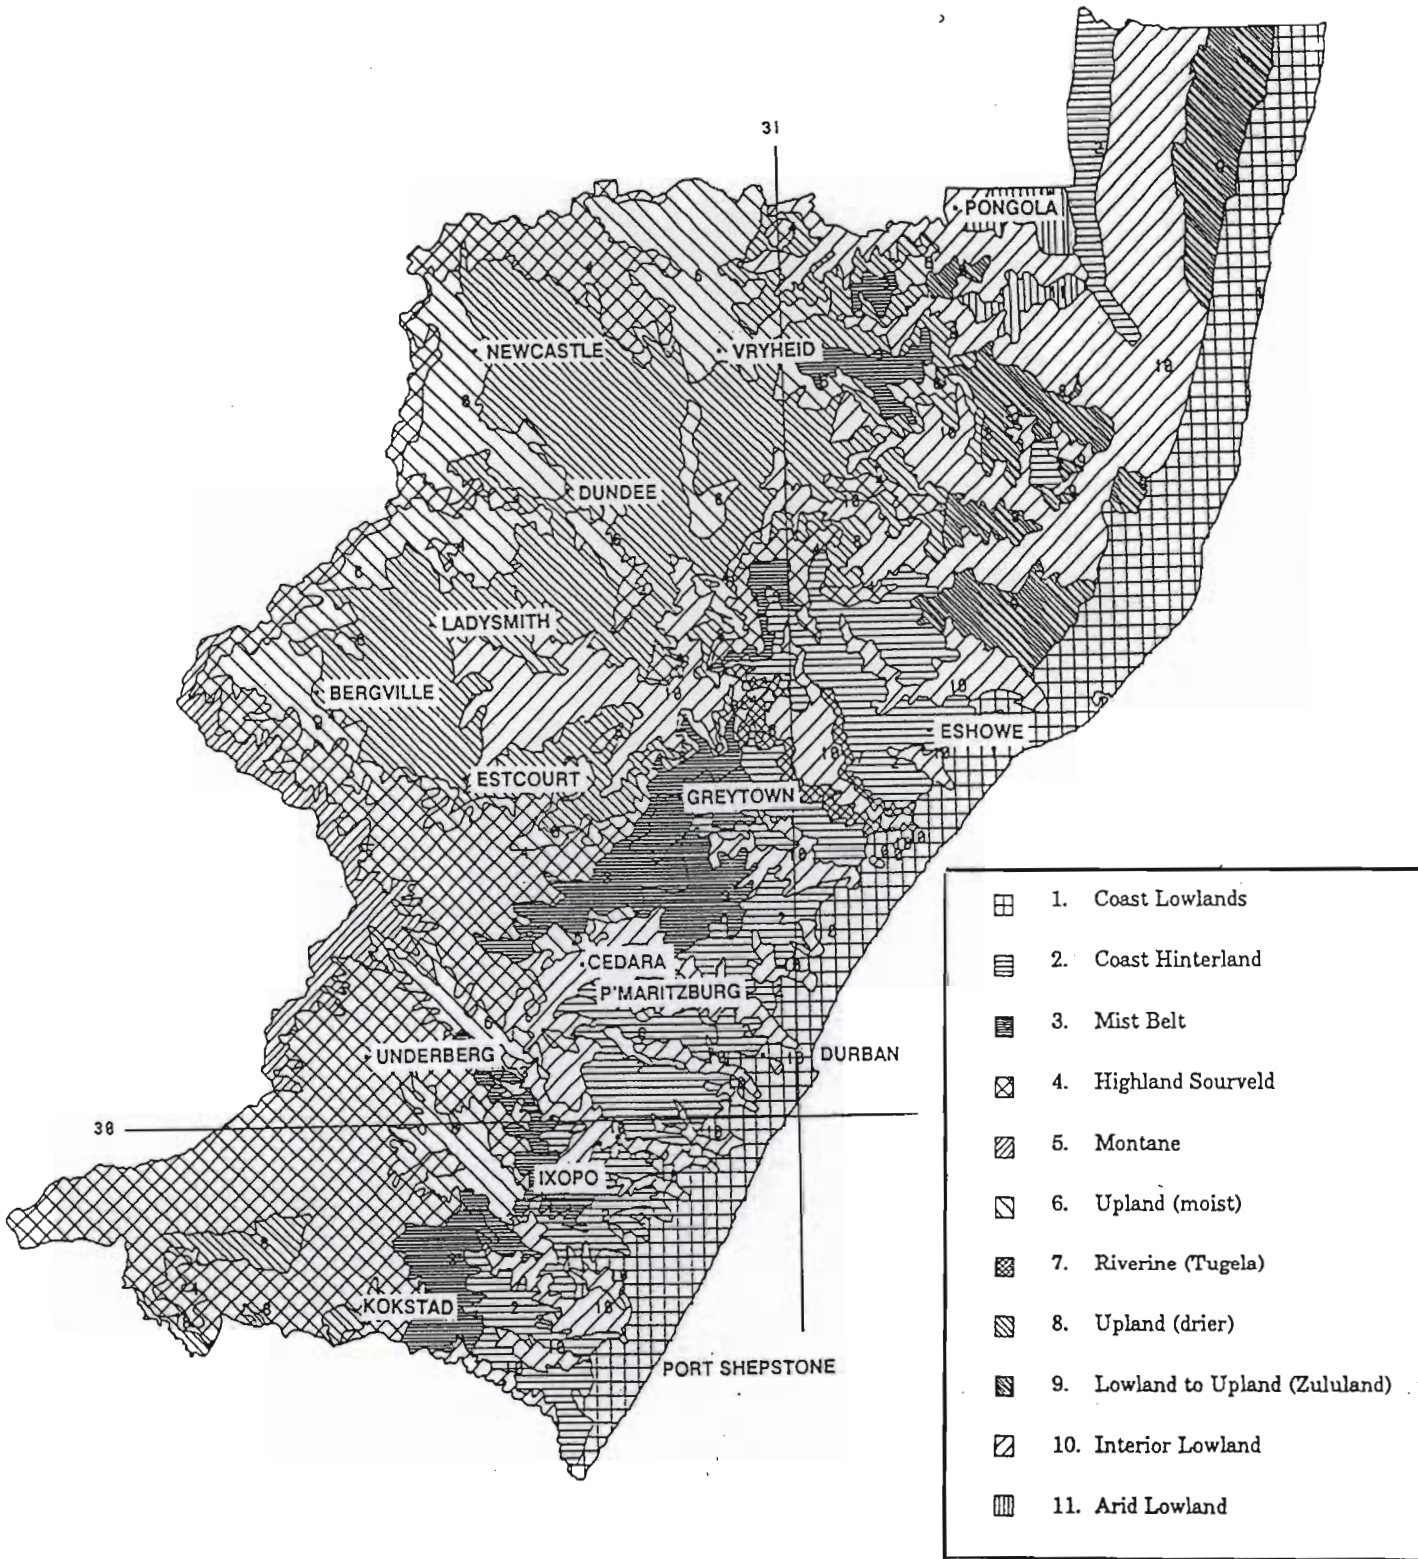 31
PONGOLA
NEWCASTLE
VRYHEID
10
DUNDEE
LADYSMITH
BERGVILLE
ESHOWE
ESTCOURT
GREYTOWN
CEDARA
P'MARITZBURG
UNDERBERG
DURBAN
30
IXOPO
KOKSTAD
PORT SHEPSTONE
1. Coast Lowlands
2. Coast Hinterland
3. Mist Belt
4. Highland Sourveld
5. Montane
6. Upland (moist)
7. Riverine (Tugela)
8. Upland (drier)
9. Lowland to Upland (Zululand)
10. Interior Lowland
11. Arid Lowland